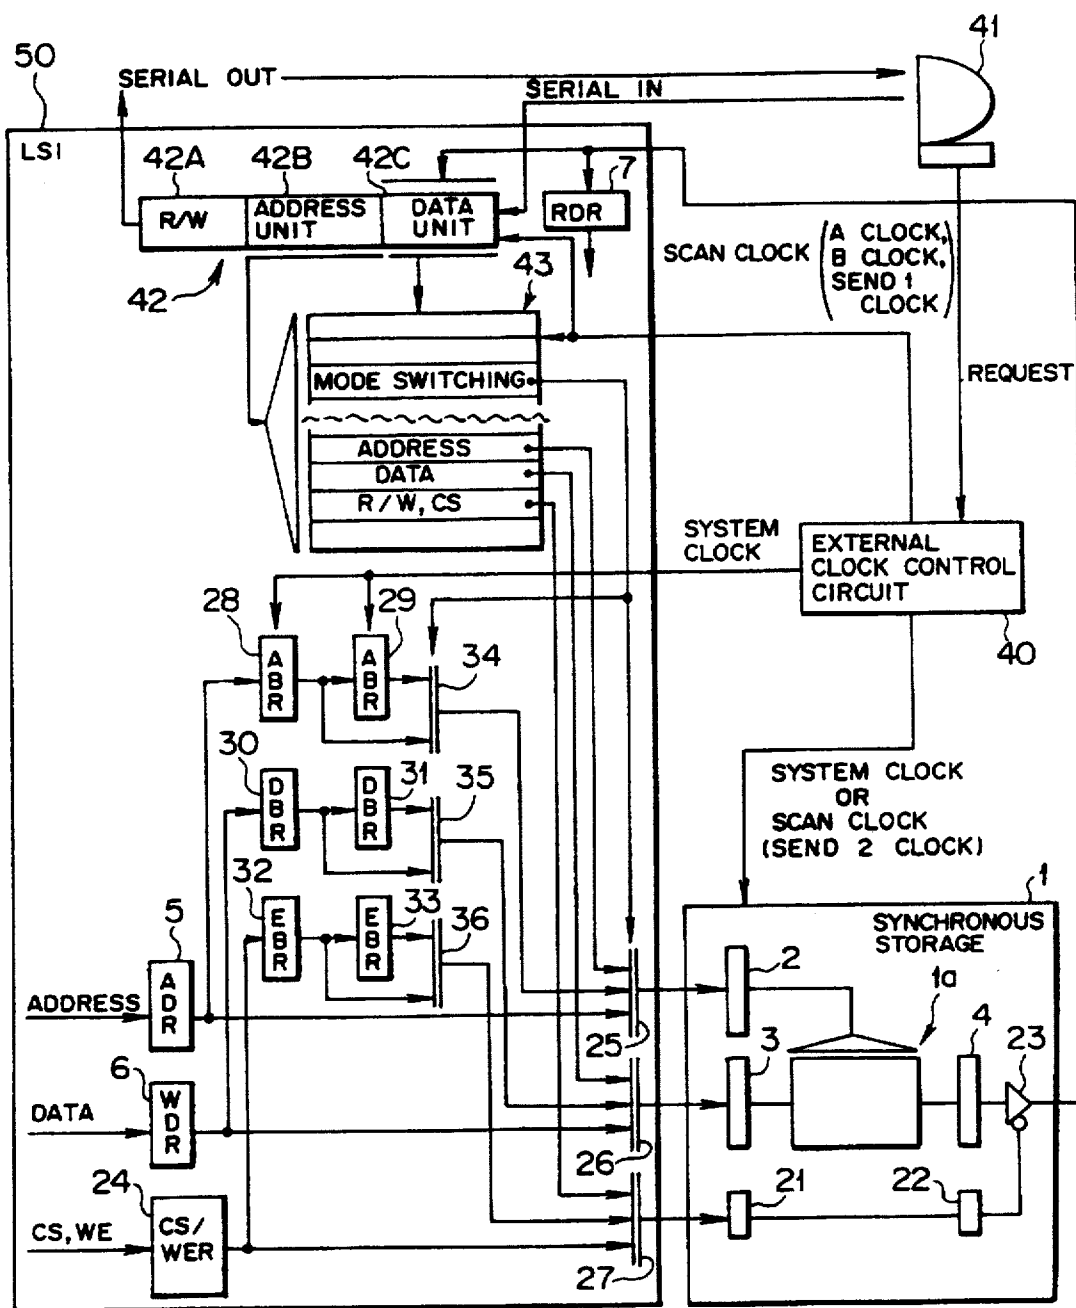 50
41
SERIAL OUT
SERIAL IN
LSI
42A
42B
42C
7
R/W
ADDRESS
UNIT
DATA
UNIT
RDR
SCAN CLOCK
(A CLOCK,
B CLOCK,
SEND 1
CLOCK)
42
43
MODE SWITCHING
REQUEST
ADDRESS
DATA
R/W, CS
SYSTEM
CLOCK
EXTERNAL
CLOCK CONTROL
CIRCUIT
40
28
29
ABR
ABR
34
30
31
DBR
DBR
35
SYSTEM CLOCK
OR
SCAN CLOCK
(SEND 2 CLOCK)
32
33
EBR
EBR
36
1
SYNCHRONOUS
STORAGE
5
ADDRESS
ADR
2
1a
25
3
4
23
6
DATA
WDR
26
24
CS, WE
CS/
WER
21
22
27